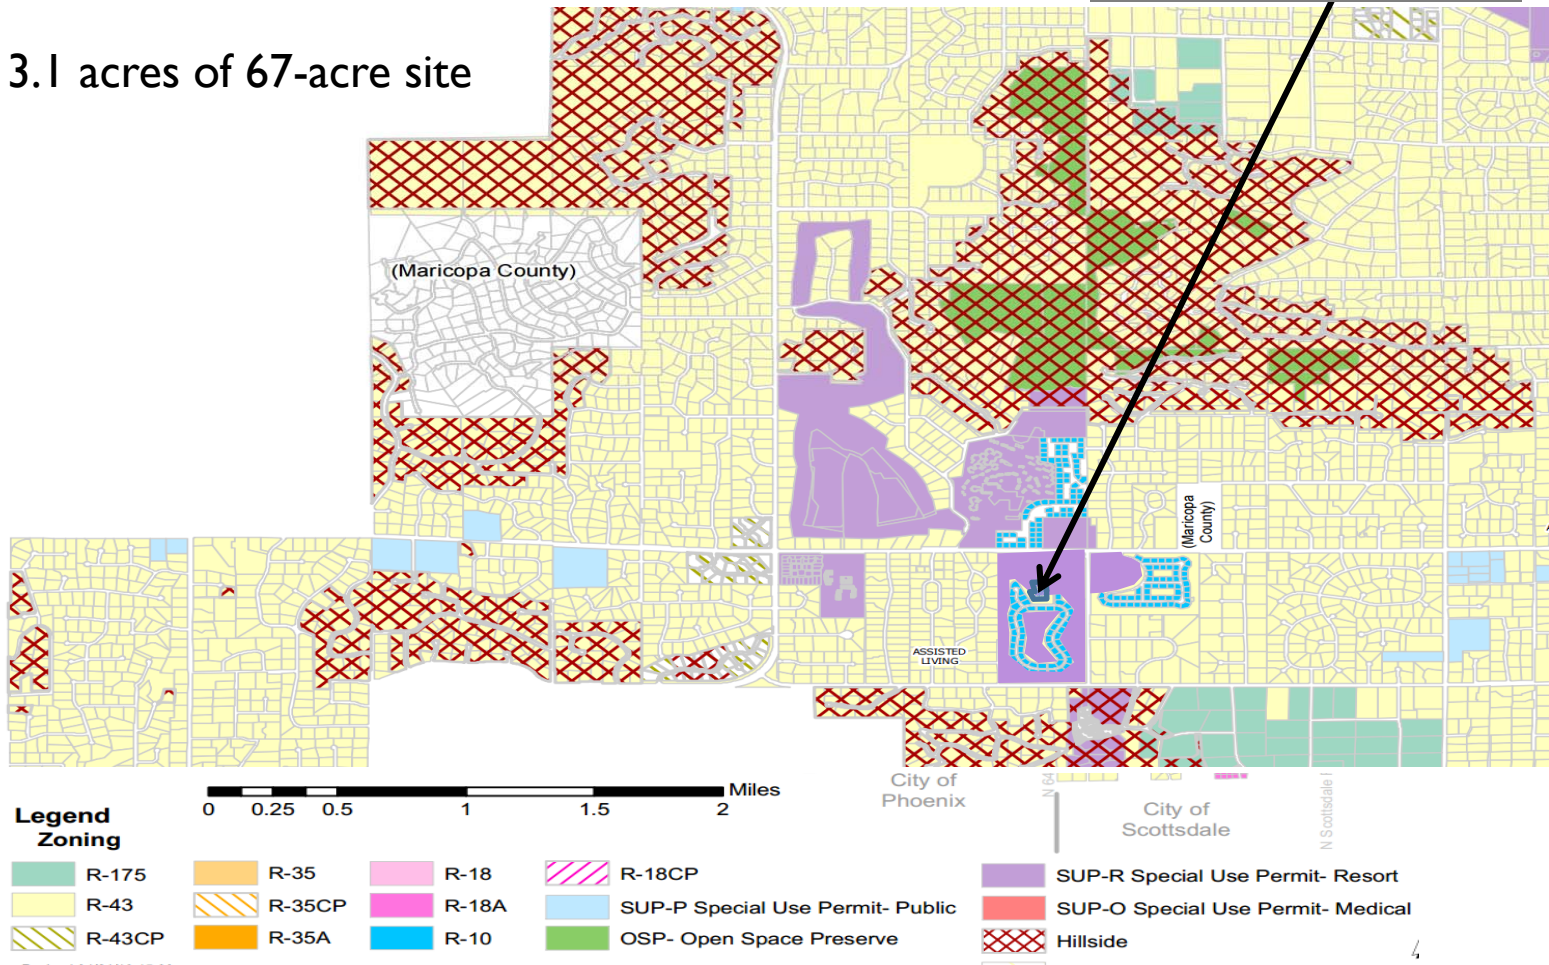 3.1 acres of 67-acre site
(Maricopa County)
(Maricopa
County)
ASSISTED
LIVING
City of
Phoenix
N 64
City of
Scottsdale
N Scottsdale
0 0.25 0.5 1 1.5 2 Miles
Legend
Zoning
R-175
R-43
R-43CP
R-35
R-35CP
R-35A
R-18
R-18A
R-10
R-18CP
SUP-P Special Use Permit- Public
OSP- Open Space Preserve
SUP-R Special Use Permit- Resort
SUP-O Special Use Permit- Medical
Hillside